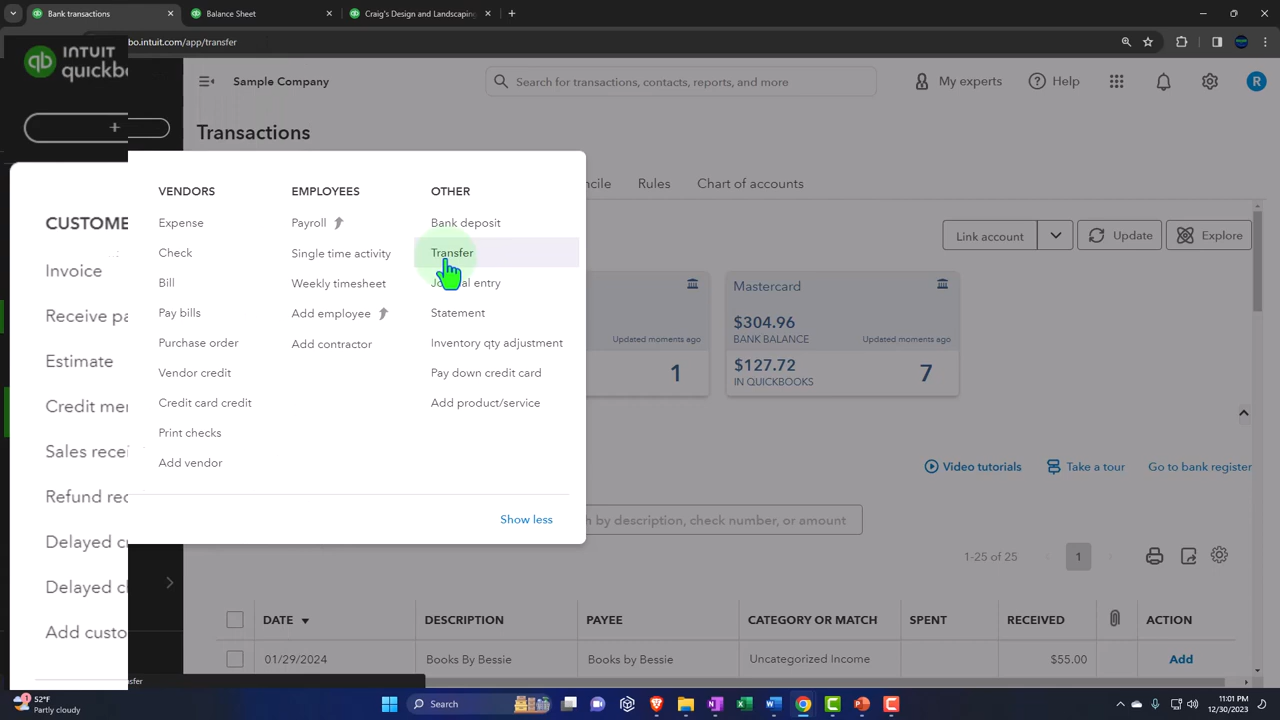 Bank transactions
Balance Sheet
Craig's Design and Landscaping
bo.intuit.com/app/transfer
INTUIT
quickbo
Sample Company
Search for transactions, contacts, reports, and more
My experts
Help
R
+
Transactions
Rules
Chart of accounts
VENDORS
EMPLOYEES
OTHER
CUSTOME
Expense
Payroll
Bank deposit
Link account
Update
Explore
Check
Single time activity
Transfer
Invoice
Bill
Weekly timesheet
entry
Mastercard
Receive pa
Pay bills
Add employee
Statement
$304.96
BANK BALANCE
Updated moments ago
Updated moments ago
Estimate
Purchase order
Add contractor
Inventory qty adjustment
Vendor credit
Pay down credit card
1
$127.72
IN QUICKBOOKS
7
Credit mer
Credit card credit
Add product/service
Print checks
Sales recei
Add vendor
Video tutorials
Take a tour
Go to bank register
Refund rec
Show less
h by description, check number, or amount
Delayed cr
1-25 of 25
1
Delayed cl
Add custo
DATE
DESCRIPTION
PAYEE
CATEGORY OR MATCH
SPENT
RECEIVED
ACTION
01/29/2024
Books By Bessie
Books by Bessie
Uncategorized Income
$55.00
Add
sfer
52°F
Partly cloudy
Search
11:01 PM
12/30/2023